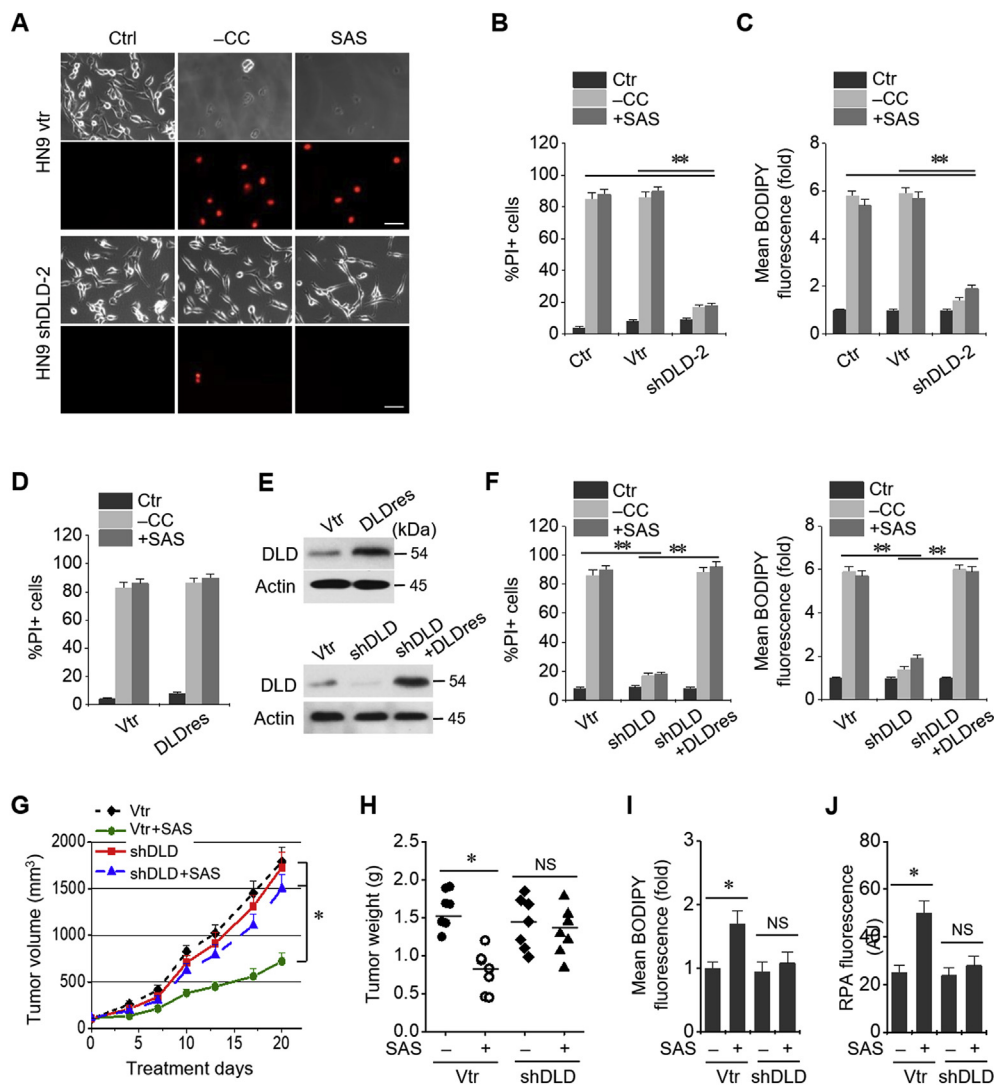 A
Ctrl
–CC
SAS
HN9 vtr
HN9 shDLD-2
B
Ctr
–CC
+SAS
%PI+ cells
120
100
80
60
40
20
0
**
Ctr
Vtr
shDLD-2
C
Ctr
–CC
+SAS
Mean BODIPY
fluorescence (fold)
8
6
4
2
0
**
Ctr
Vtr
shDLD-2
D
Ctr
–CC
+SAS
%PI+ cells
120
100
80
60
40
20
0
Vtr
DLDres
E
Vtr
DLDres
(kDa)
DLD
54
Actin
45
Vtr
shDLD
shDLD
+DLDres
DLD
54
Actin
45
F
Ctr
–CC
+SAS
%PI+ cells
120
100
80
60
40
20
0
**
**
Vtr
shDLD
shDLD
+DLDres
Ctr
–CC
+SAS
Mean BODIPY
fluorescence (fold)
8
6
4
2
0
**
**
Vtr
shDLD
shDLD
+DLDres
G
Vtr
Vtr+SAS
shDLD
shDLD+SAS
Tumor volume (mm³)
2000
1500
1000
500
0
*
0 5 10 15 20
Treatment days
H
Tumor weight (g)
2.5
2.0
1.5
1.0
0.5
0.0
*
NS
SAS – + – +
Vtr shDLD
I
Mean BODIPY
fluorescence (fold)
3
2
1
0
*
NS
SAS – + – +
Vtr shDLD
J
RPA fluorescence
(AU)
80
60
40
20
0
*
NS
SAS – + – +
Vtr shDLD